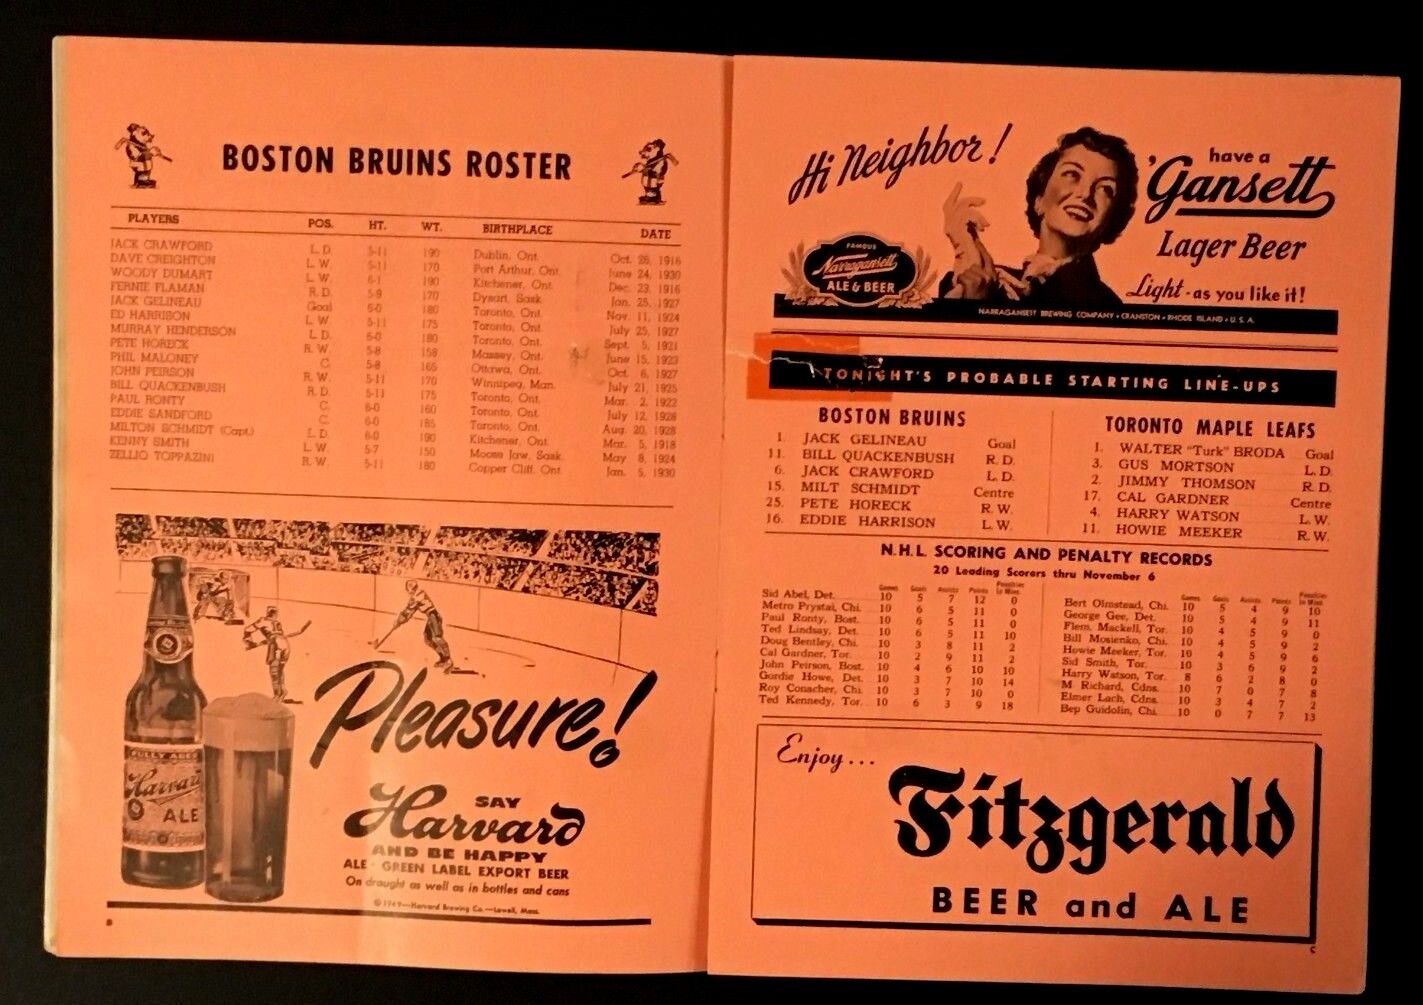 BOSTON BRUINS ROSTER
PLAYERS POS. HT. WT. BIRTHPLACE DATE
JACK CRAWFORD L. D. 5-11 190 Dublin, Ont. Oct. 26, 1916
DAVE CREIGHTON L. W. 5-11 170 Port Arthur, Ont. June 24, 1930
WOODY DUMART L. W. 6-1 190 Kitchener, Ont. Dec. 23, 1916
FERNIE FLAMAN R. D. 5-9 170 Dysart, Sask. Jan. 25, 1927
JACK GELINEAU Goal 6-0 180 Toronto, Ont. Nov. 11, 1924
ED HARRISON L. W. 5-11 175 Toronto, Ont. July 25, 1927
MURRAY HENDERSON L. D. 6-0 180 Toronto, Ont. Sept. 5, 1921
PETE HORECK R. W. 5-8 158 Massey, Ont. June 15, 1923
PHIL MALONEY C. 5-8 165 Ottawa, Ont. Oct. 6, 1927
JOHN PEIRSON R. W. 5-11 170 Winnipeg, Man. July 21, 1925
BILL QUACKENBUSH R. D. 5-11 175 Toronto, Ont. Mar. 2, 1922
PAUL RONTY C. 6-0 160 Toronto, Ont. July 12, 1928
EDDIE SANDFORD C. 6-0 185 Toronto, Ont. Aug. 20, 1928
MILTON SCHMIDT (Capt.) L. D. 6-0 190 Kitchener, Ont. Mar. 5, 1918
KENNY SMITH L. W. 5-7 150 Moose Jaw, Sask. May 8, 1924
ZELLIO TOPPAZINI R. W. 5-11 180 Copper Cliff, Ont. Jan. 5, 1930
Pleasure!
FULLY AGED
Harvard
ALE
SAY
Harvard
AND BE HAPPY
ALE - GREEN LABEL EXPORT BEER
On draught as well as in bottles and cans
© 1949—Harvard Brewing Co.—Lowell, Mass.
Hi Neighbor!
have a
'Gansett
Lager Beer
Light - as you like it!
FAMOUS
Narragansett
ALE & BEER
NARRAGANSETT BREWING COMPANY • CRANSTON • RHODE ISLAND • U. S. A.
TONIGHT'S PROBABLE STARTING LINE-UPS
BOSTON BRUINS
1. JACK GELINEAU Goal
11. BILL QUACKENBUSH R. D.
6. JACK CRAWFORD L. D.
15. MILT SCHMIDT Centre
25. PETE HORECK R. W.
16. EDDIE HARRISON L. W.
TORONTO MAPLE LEAFS
1. WALTER "Turk" BRODA Goal
3. GUS MORTSON L. D.
2. JIMMY THOMSON R. D.
17. CAL GARDNER Centre
4. HARRY WATSON L. W.
11. HOWIE MEEKER R. W.
N.H.L. SCORING AND PENALTY RECORDS
20 Leading Scorers thru November 6
Games Goals Assists Points Penalties In Mins.
Sid Abel, Det. 10 5 7 12 0
Metro Prystai, Chi. 10 6 5 11 0
Paul Ronty, Bost. 10 6 5 11 0
Ted Lindsay, Det. 10 6 5 11 10
Doug Bentley, Chi. 10 3 8 11 2
Cal Gardner, Tor. 10 2 9 11 2
John Peirson, Bost. 10 4 6 10 10
Gordie Howe, Det. 10 3 7 10 14
Roy Conacher, Chi. 10 3 7 10 0
Ted Kennedy, Tor. 10 6 3 9 18
Games Goals Assists Points Penalties In Mins.
Bert Olmstead, Chi. 10 5 4 9 10
George Gee, Det. 10 5 4 9 11
Flem. Mackell, Tor. 10 4 5 9 0
Bill Mosienko, Chi. 10 4 5 9 2
Howie Meeker, Tor. 10 4 5 9 6
Sid Smith, Tor. 10 3 6 9 2
Harry Watson, Tor. 8 6 2 8 0
M Richard, Cdns. 10 7 0 7 8
Elmer Lach, Cdns. 10 3 4 7 2
Bep Guidolin, Chi. 10 0 7 7 13
Enjoy...
Fitzgerald
BEER and ALE
C